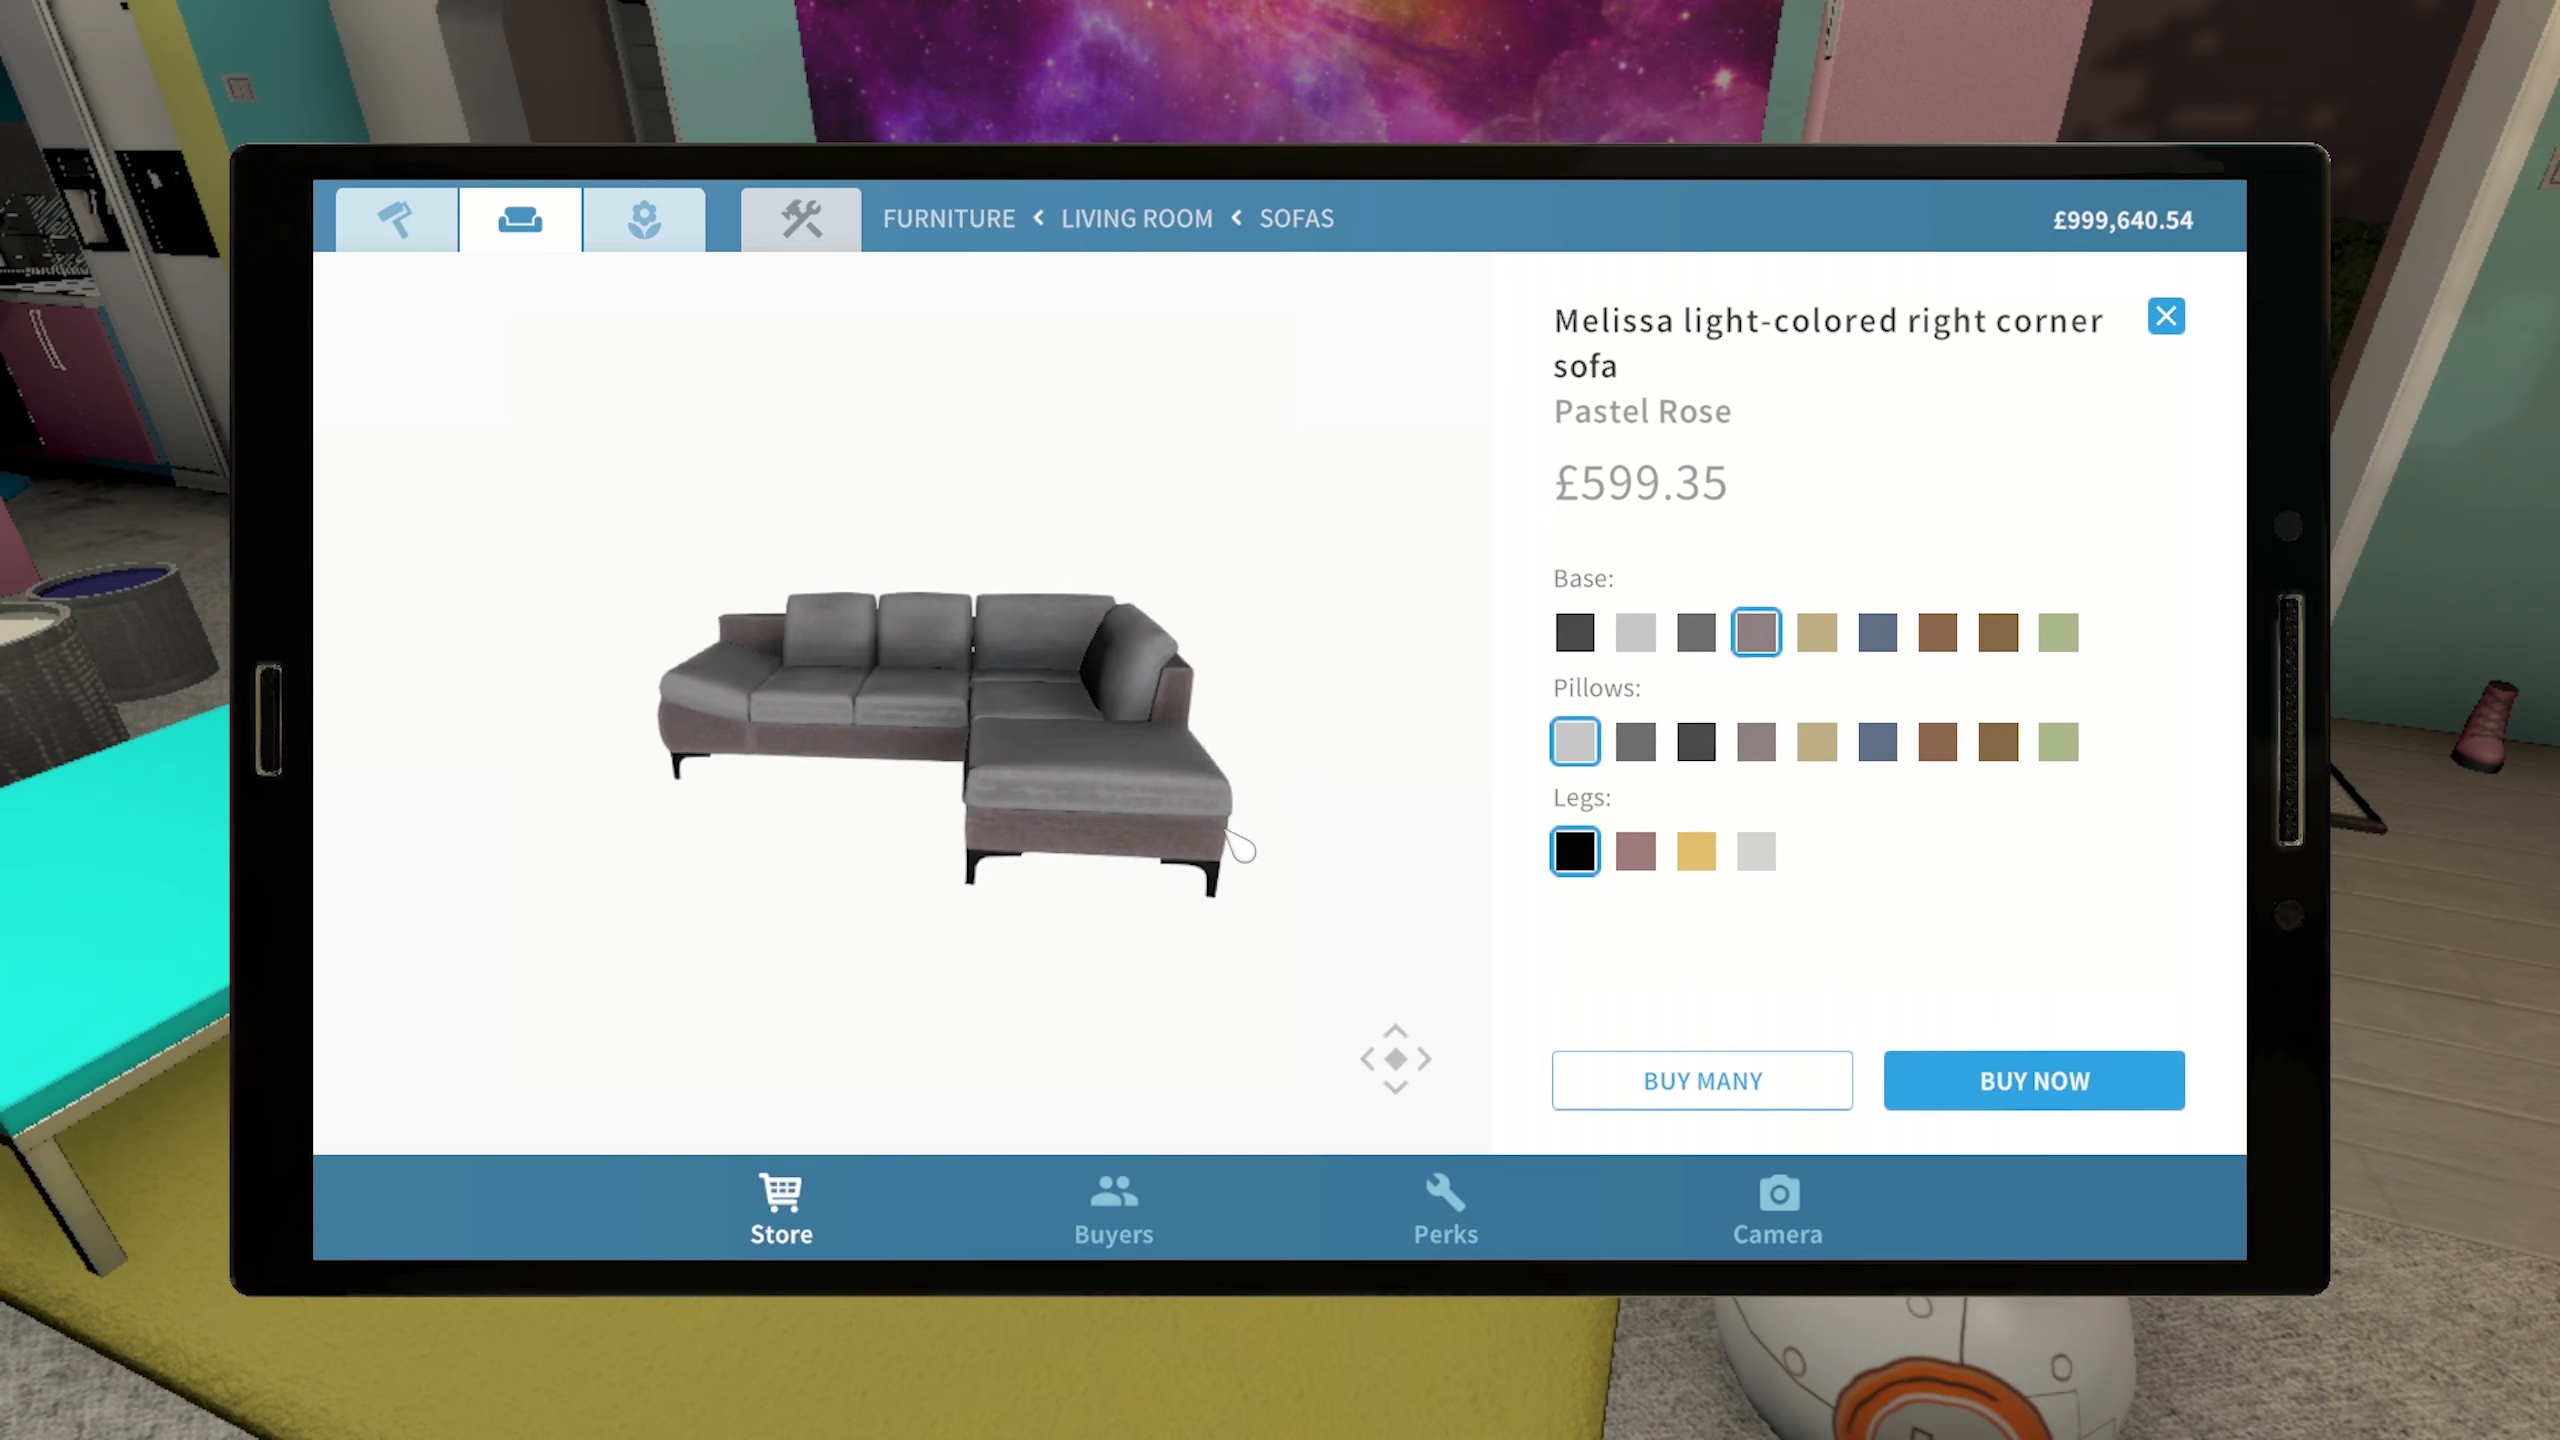 FURNITURE < LIVING ROOM < SOFAS
£999,640.54
Melissa light-colored right corner
sofa
Pastel Rose
£599.35
Base:
Pillows:
Legs:
BUY MANY
BUY NOW
Store
Buyers
Perks
Camera